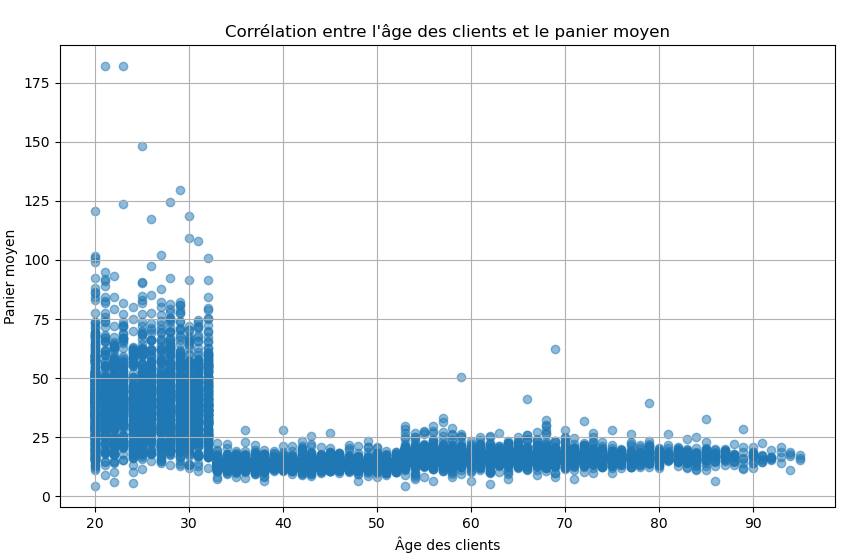 Corrélation entre l'âge des clients et le panier moyen
Panier moyen
175
150
125
100
75
50
25
0
20 30 40 50 60 70 80 90
Âge des clients